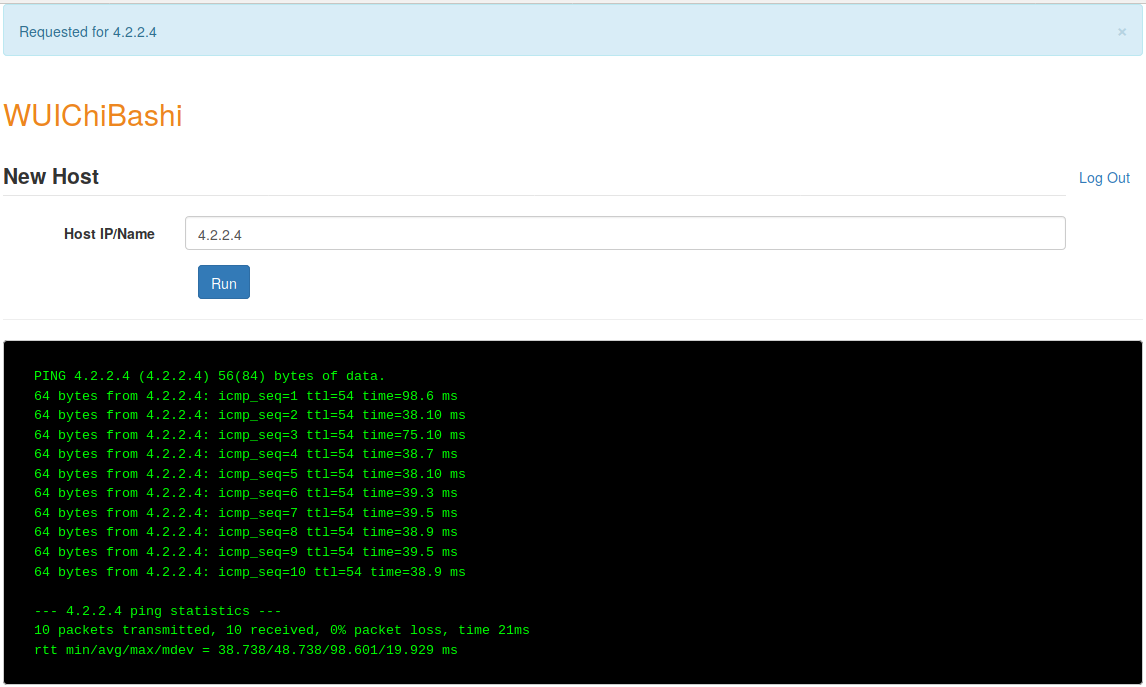 Requested for 4.2.2.4 ×
WUIChiBashi
New Host
Log Out
Host IP/Name 4.2.2.4
Run
PING 4.2.2.4 (4.2.2.4) 56(84) bytes of data.
64 bytes from 4.2.2.4: icmp_seq=1 ttl=54 time=98.6 ms
64 bytes from 4.2.2.4: icmp_seq=2 ttl=54 time=38.10 ms
64 bytes from 4.2.2.4: icmp_seq=3 ttl=54 time=75.10 ms
64 bytes from 4.2.2.4: icmp_seq=4 ttl=54 time=38.7 ms
64 bytes from 4.2.2.4: icmp_seq=5 ttl=54 time=38.10 ms
64 bytes from 4.2.2.4: icmp_seq=6 ttl=54 time=39.3 ms
64 bytes from 4.2.2.4: icmp_seq=7 ttl=54 time=39.5 ms
64 bytes from 4.2.2.4: icmp_seq=8 ttl=54 time=38.9 ms
64 bytes from 4.2.2.4: icmp_seq=9 ttl=54 time=39.5 ms
64 bytes from 4.2.2.4: icmp_seq=10 ttl=54 time=38.9 ms
--- 4.2.2.4 ping statistics ---
10 packets transmitted, 10 received, 0% packet loss, time 21ms
rtt min/avg/max/mdev = 38.738/48.738/98.601/19.929 ms